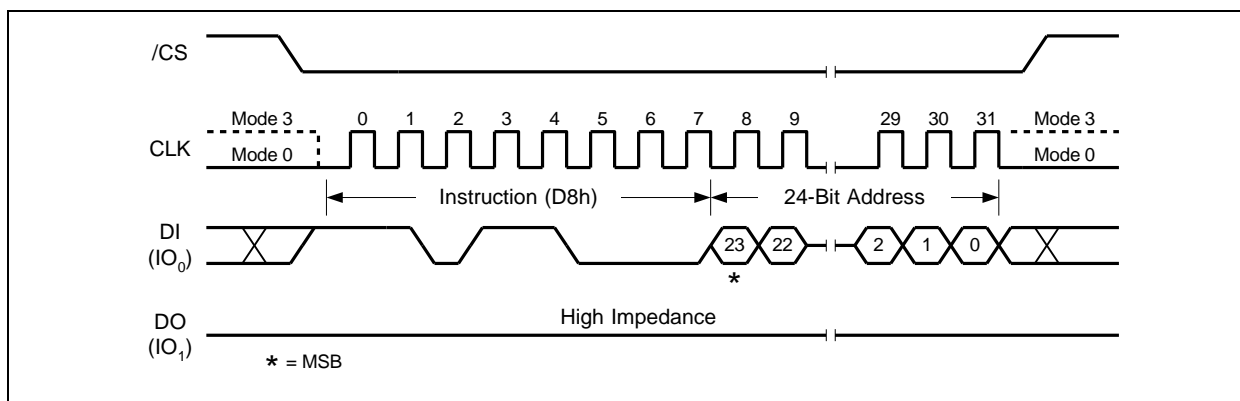 /CS
Mode 3 0 1 2 3 4 5 6 7 8 9 29 30 31 Mode 3
CLK Mode 0 Mode 0
Instruction (D8h) 24-Bit Address
DI
(IO0) 23 22 2 1 0
*
High Impedance
DO
(IO1)
* = MSB